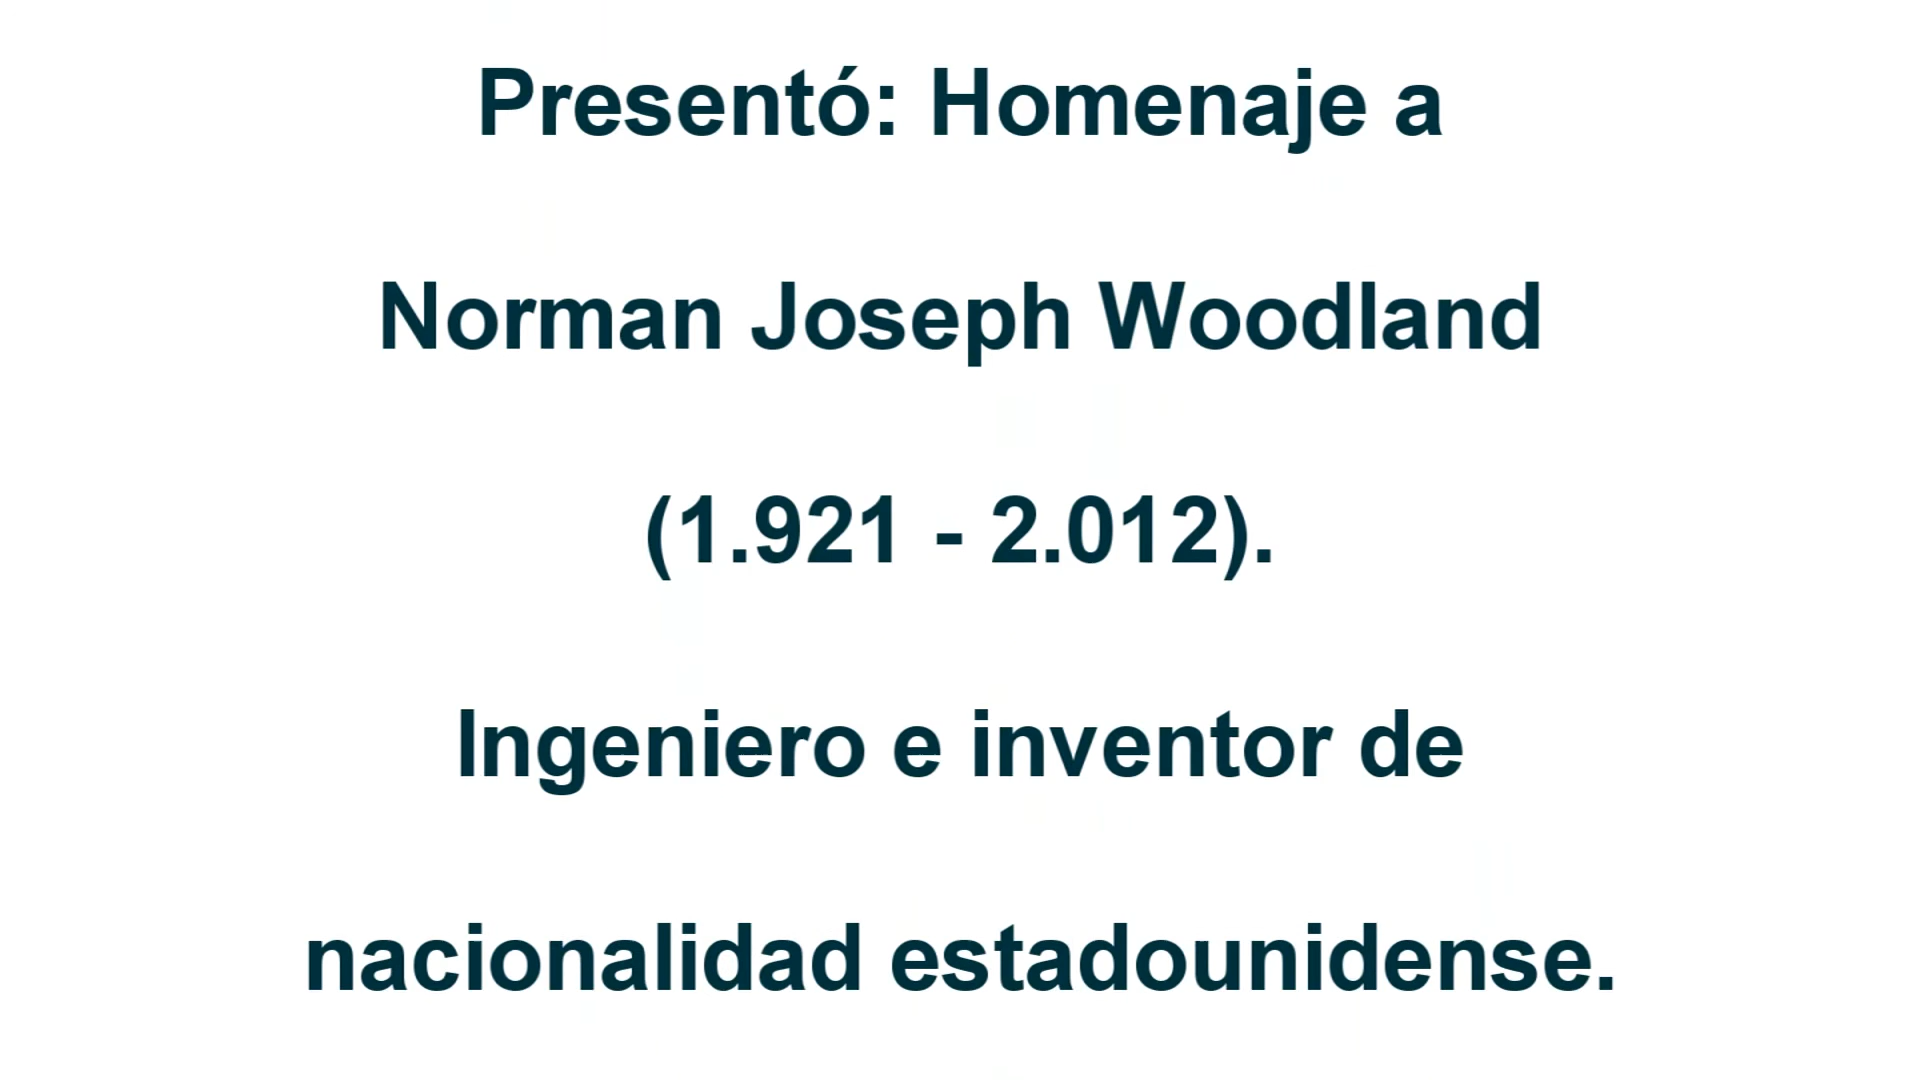 Presentó: Homenaje a
Norman Joseph Woodland
(1.921 - 2.012).
Ingeniero e inventor de
nacionalidad estadounidense.